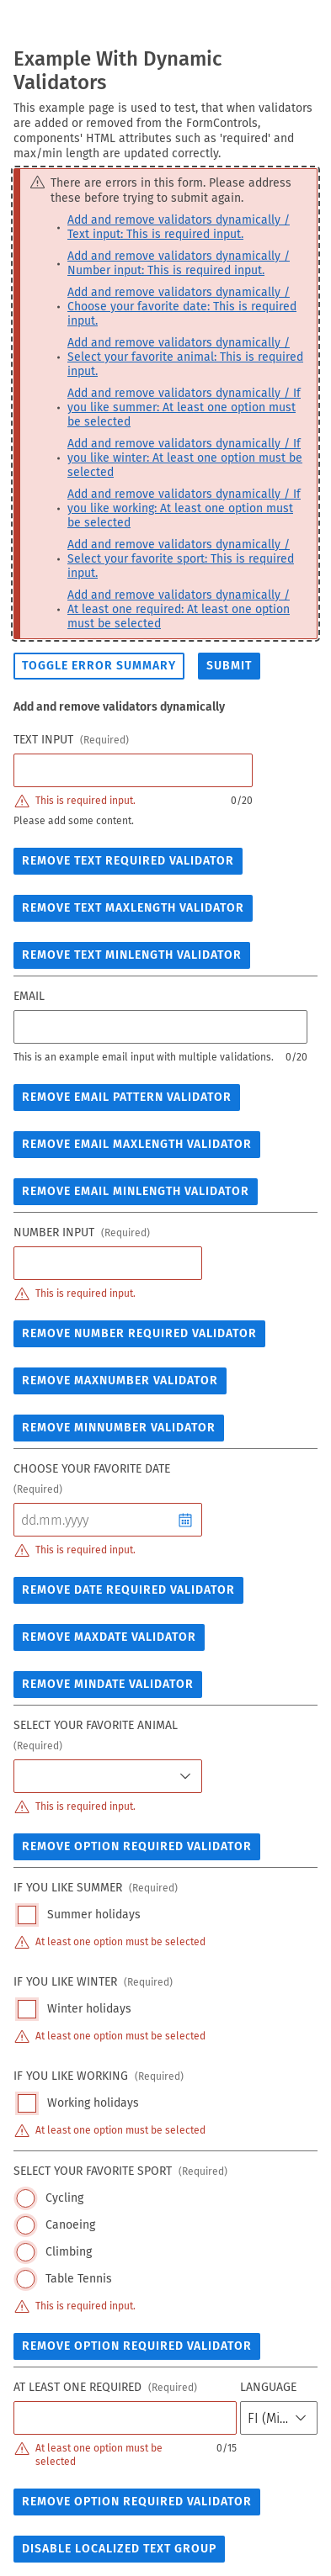 Example With Dynamic
Validators
This example page is used to test, that when validators
are added or removed from the FormControls,
components' HTML attributes such as 'required' and
max/min length are updated correctly.
There are errors in this form. Please address
these before trying to submit again.
Add and remove validators dynamically /
Text input: This is required input.
Add and remove validators dynamically /
Number input: This is required input.
Add and remove validators dynamically /
Choose your favorite date: This is required
input.
Add and remove validators dynamically /
Select your favorite animal: This is required
input.
Add and remove validators dynamically / If
you like summer: At least one option must
be selected
Add and remove validators dynamically / If
you like winter: At least one option must be
selected
Add and remove validators dynamically / If
you like working: At least one option must
be selected
Add and remove validators dynamically /
Select your favorite sport: This is required
input.
Add and remove validators dynamically /
At least one required: At least one option
must be selected
TOGGLE ERROR SUMMARY SUBMIT
Add and remove validators dynamically
TEXT INPUT (Required)
This is required input. 0/20
Please add some content.
REMOVE TEXT REQUIRED VALIDATOR
REMOVE TEXT MAXLENGTH VALIDATOR
REMOVE TEXT MINLENGTH VALIDATOR
EMAIL
This is an example email input with multiple validations. 0/20
REMOVE EMAIL PATTERN VALIDATOR
REMOVE EMAIL MAXLENGTH VALIDATOR
REMOVE EMAIL MINLENGTH VALIDATOR
NUMBER INPUT (Required)
This is required input.
REMOVE NUMBER REQUIRED VALIDATOR
REMOVE MAXNUMBER VALIDATOR
REMOVE MINNUMBER VALIDATOR
CHOOSE YOUR FAVORITE DATE
(Required)
dd.mm.yyyy
This is required input.
REMOVE DATE REQUIRED VALIDATOR
REMOVE MAXDATE VALIDATOR
REMOVE MINDATE VALIDATOR
SELECT YOUR FAVORITE ANIMAL
(Required)
This is required input.
REMOVE OPTION REQUIRED VALIDATOR
IF YOU LIKE SUMMER (Required)
Summer holidays
At least one option must be selected
IF YOU LIKE WINTER (Required)
Winter holidays
At least one option must be selected
IF YOU LIKE WORKING (Required)
Working holidays
At least one option must be selected
SELECT YOUR FAVORITE SPORT (Required)
Cycling
Canoeing
Climbing
Table Tennis
This is required input.
REMOVE OPTION REQUIRED VALIDATOR
AT LEAST ONE REQUIRED (Required) LANGUAGE
FI (Mi...
At least one option must be 0/15
selected
REMOVE OPTION REQUIRED VALIDATOR
DISABLE LOCALIZED TEXT GROUP